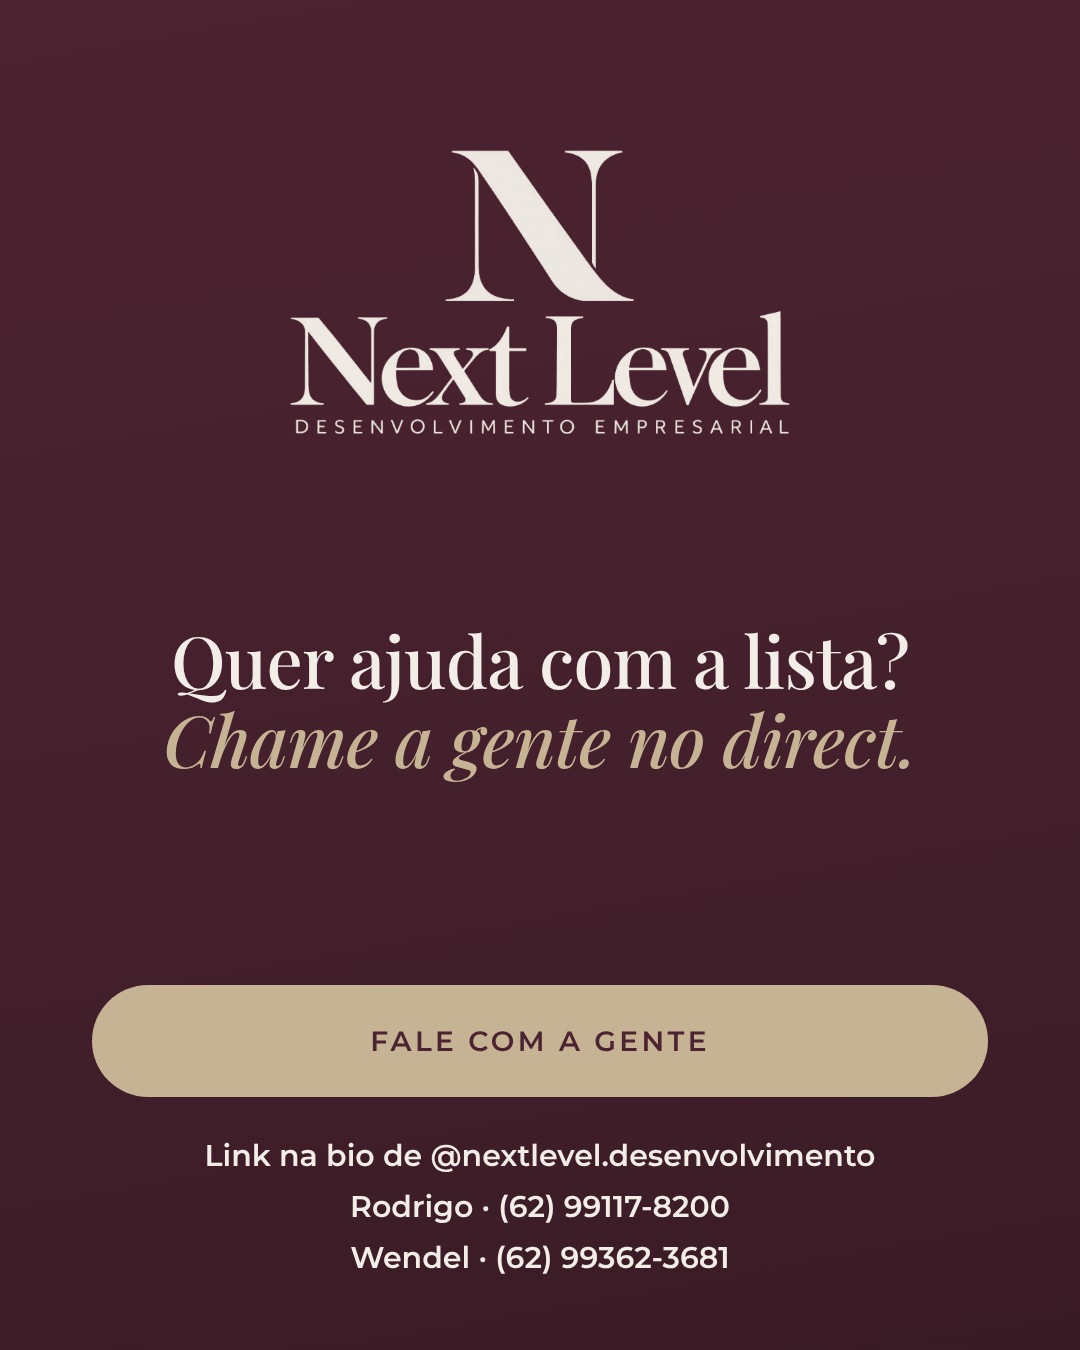 N
Next Level
DESENVOLVIMENTO EMPRESARIAL
Quer ajuda com a lista?
Chame a gente no direct.
FALE COM A GENTE
Link na bio de @nextlevel.desenvolvimento
Rodrigo · (62) 99117-8200
Wendel · (62) 99362-3681